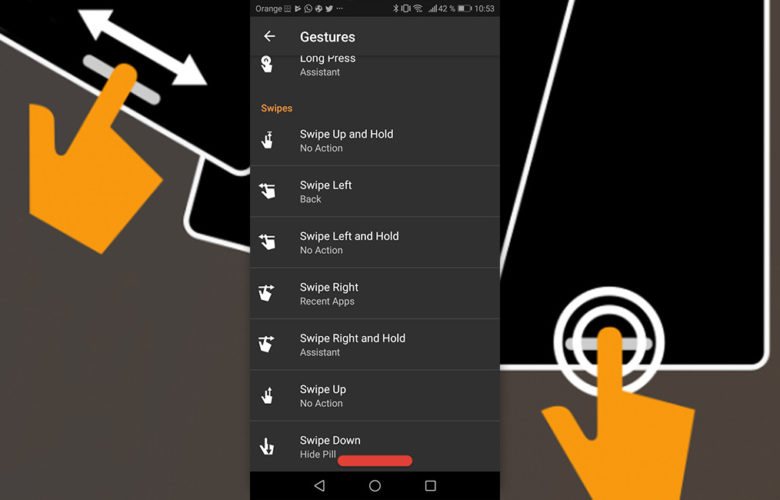 Orange 42 % 10:53
Gestures
Long Press
Assistant
Swipes
Swipe Up and Hold
No Action
Swipe Left
Back
Swipe Left and Hold
No Action
Swipe Right
Recent Apps
Swipe Right and Hold
Assistant
Swipe Up
No Action
Swipe Down
Hide Pill